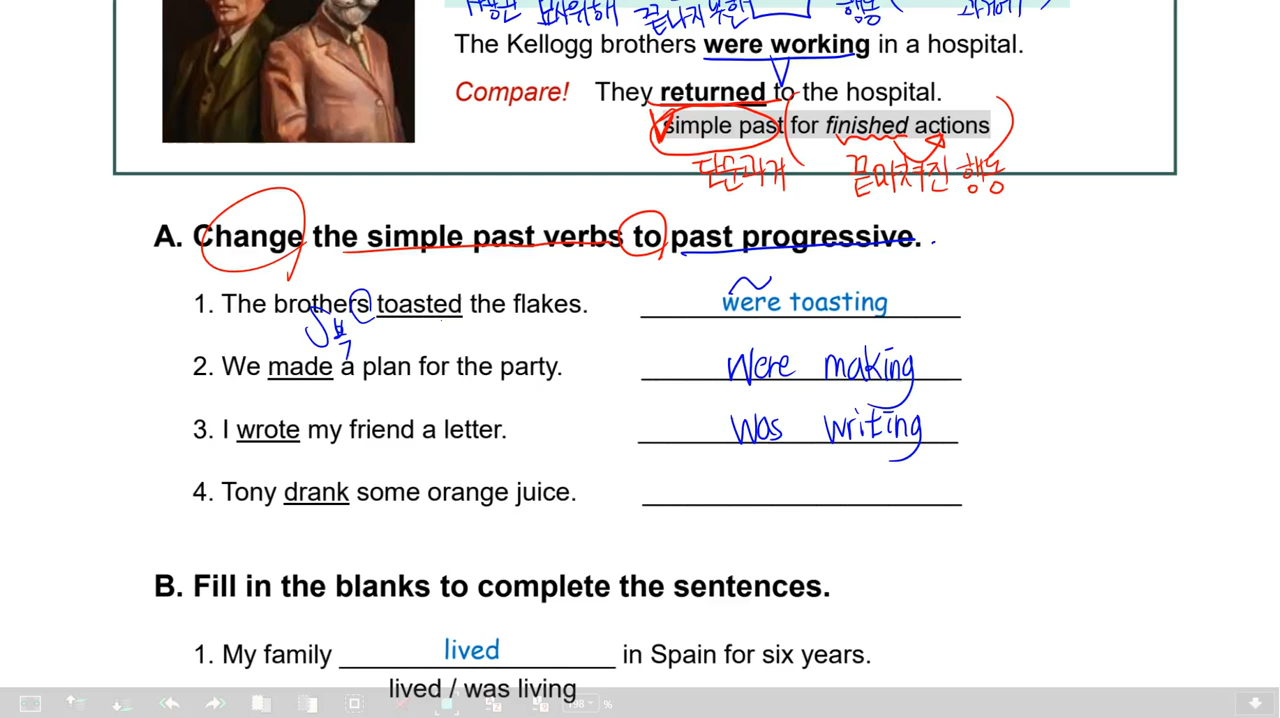 The Kellogg brothers were working in a hospital.
Compare! They returned to the hospital.
simple past for finished actions
단순과거 끝마쳐진 행동
A. Change the simple past verbs to past progressive.
1. The brothers toasted the flakes. were toasting
2. We made a plan for the party. Were making
3. I wrote my friend a letter. was writing
4. Tony drank some orange juice.
B. Fill in the blanks to complete the sentences.
1. My family lived in Spain for six years.
lived / was living